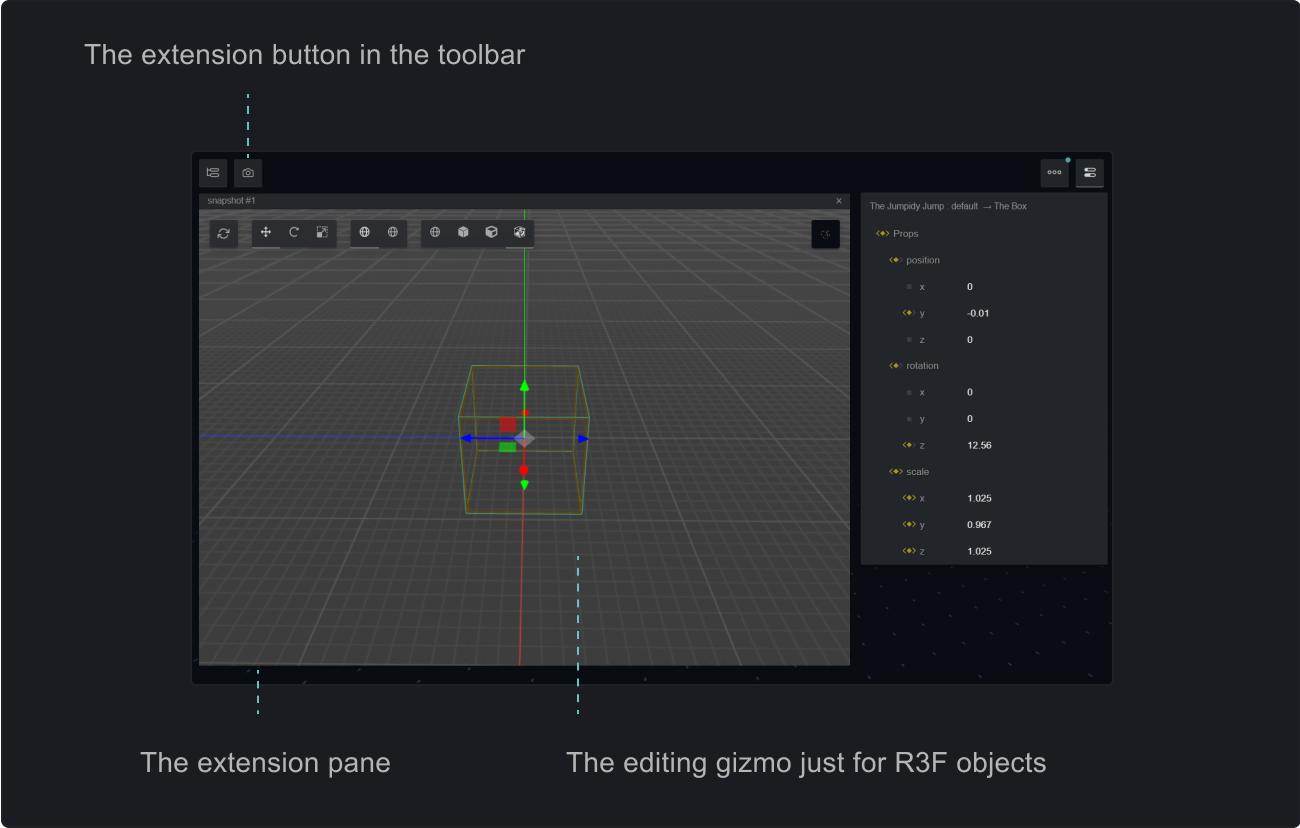 The extension button in the toolbar
snapshot #1
The Jumpidy Jump : default → The Box
Props
position
x 0
y -0.01
z 0
rotation
x 0
y 0
z 12.56
scale
x 1.025
y 0.967
z 1.025
The extension pane
The editing gizmo just for R3F objects